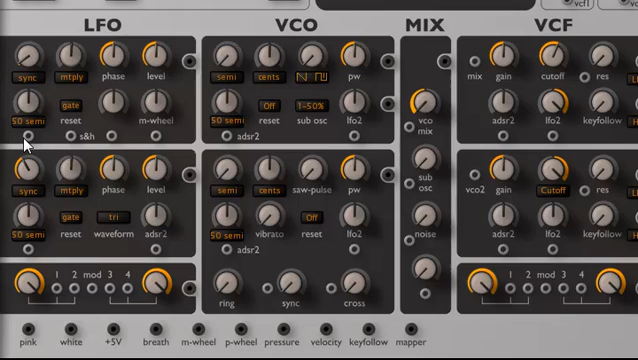 vcf1
LFO VCO MIX VCF
sync mtply phase level semi cents pw mix gain cutoff res
50 semi gate reset m-wheel 50 semi Off reset 1-50% sub osc lfo2 vco mix adsr2 lfo2 keyfollow
s&h adsr2
sync mtply phase level semi cents saw-pulse pw sub osc vco2 gain Cutoff res
50 semi gate reset tri waveform adsr2 50 semi vibrato Off reset lfo2 noise adsr2 lfo2 keyfollow
adsr2
1 2 mod 3 4 ring sync cross 1 2 mod 3 4
pink white +5V breath m-wheel p-wheel pressure velocity keyfollow mapper